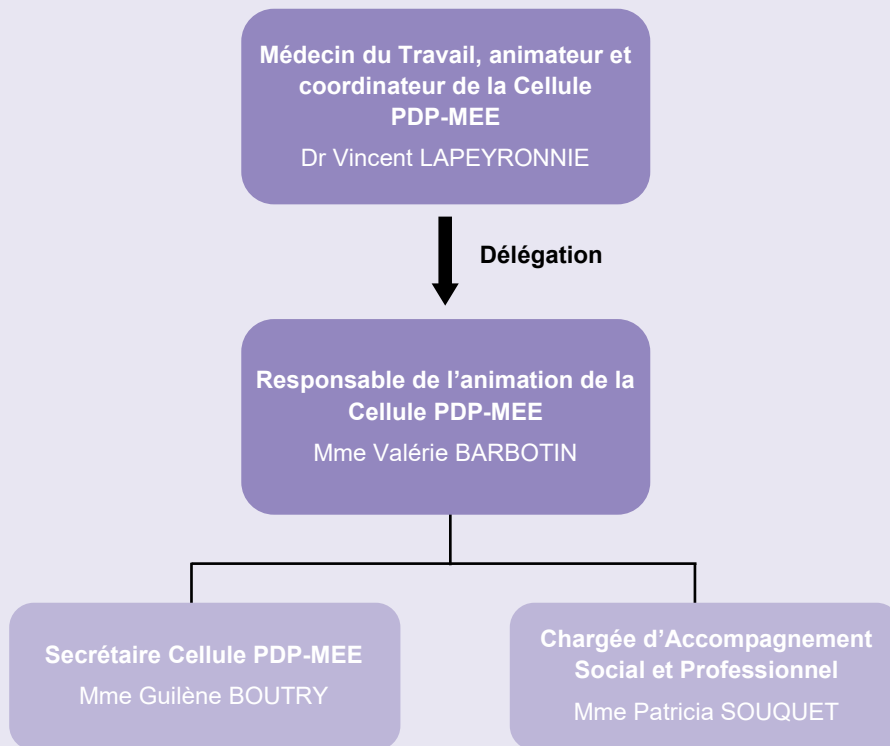 Médecin du Travail, animateur et
coordinateur de la Cellule
PDP-MEE
Dr Vincent LAPEYRONNIE
Délégation
Responsable de l’animation de la
Cellule PDP-MEE
Mme Valérie BARBOTIN
Secrétaire Cellule PDP-MEE
Mme Guilène BOUTRY
Chargée d’Accompagnement
Social et Professionnel
Mme Patricia SOUQUET